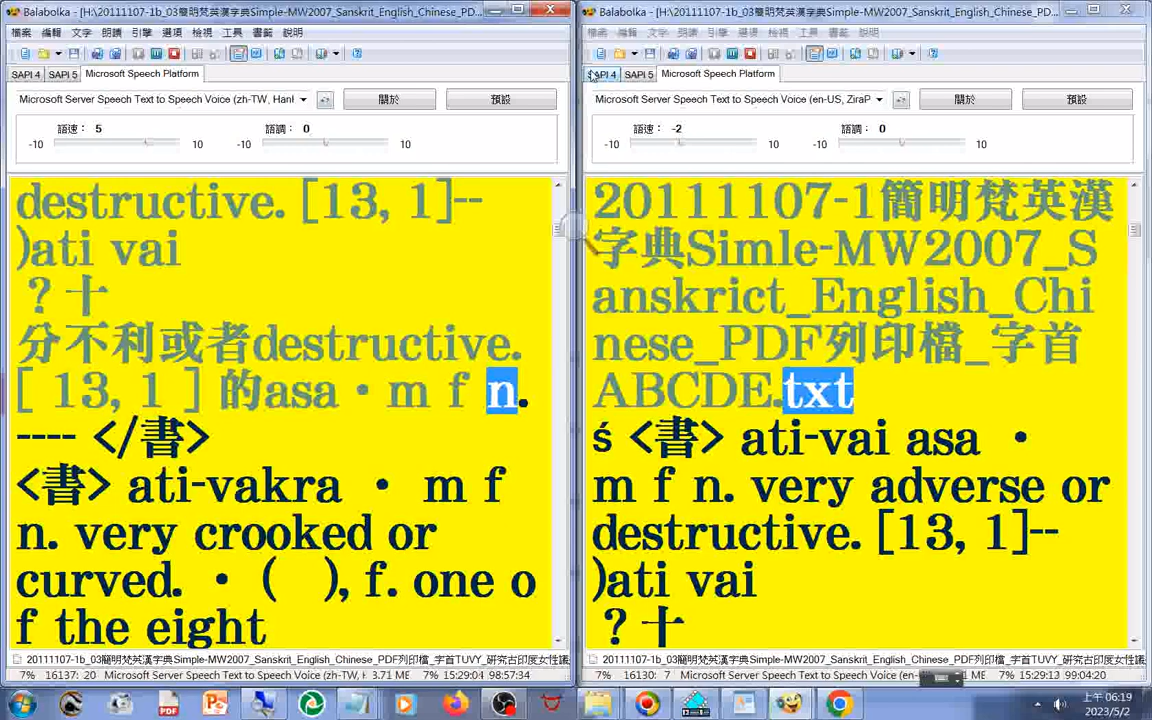 Balabolka - [H:\20111107-1b_03簡明梵英漢字典Simple-MW2007_Sanskrit_English_Chinese_PD...
檔案 編輯 文字 朗讀 引擎 選項 檢視 工具 書籤 說明
SAPI 4 SAPI 5 Microsoft Speech Platform
Microsoft Server Speech Text to Speech Voice (zh-TW, Hanl
關於 預設
語速： 5 語調： 0
-10 10 -10 10
destructive. [13, 1]--
)ati vai
？十
分不利或者destructive.
[ 13, 1 ] 的asa・m f n.
---- </書>
<書> ati-vakra ・ m f
n. very crooked or
curved. ・ ( ), f. one o
f the eight
20111107-1b_03簡明梵英漢字典Simple-MW2007_Sanskrit_English_Chinese_PDF列印檔_字首TUVY_研究古印度女性議
7% 16137: 20 Microsoft Server Speech Text to Speech Voice (zh-TW, H 3.71 ME 7% 15:29:04 98:57:34
Balabolka - [H:\20111107-1b_03簡明梵英漢字典Simple-MW2007_Sanskrit_English_Chinese_PD...
檔案 編輯 文字 朗讀 引擎 選項 檢視 工具 書籤 說明
SAPI 4 SAPI 5 Microsoft Speech Platform
Microsoft Server Speech Text to Speech Voice (en-US, ZiraP
關於 預設
語速： -2 語調： 0
-10 10 -10 10
20111107-1簡明梵英漢
字典Simle-MW2007_S
anskrict_English_Chi
nese_PDF列印檔_字首
ABCDE.txt
ś <書> ati-vai asa ・
m f n. very adverse or
destructive. [13, 1]--
)ati vai
？十
20111107-1b_03簡明梵英漢字典Simple-MW2007_Sanskrit_English_Chinese_PDF列印檔_字首TUVY_研究古印度女性議
7% 16130: 7 Microsoft Server Speech Text to Speech Voice (en-U 7% 15:29:13 99:04:20
PDF
上午 06:19
2023/5/2